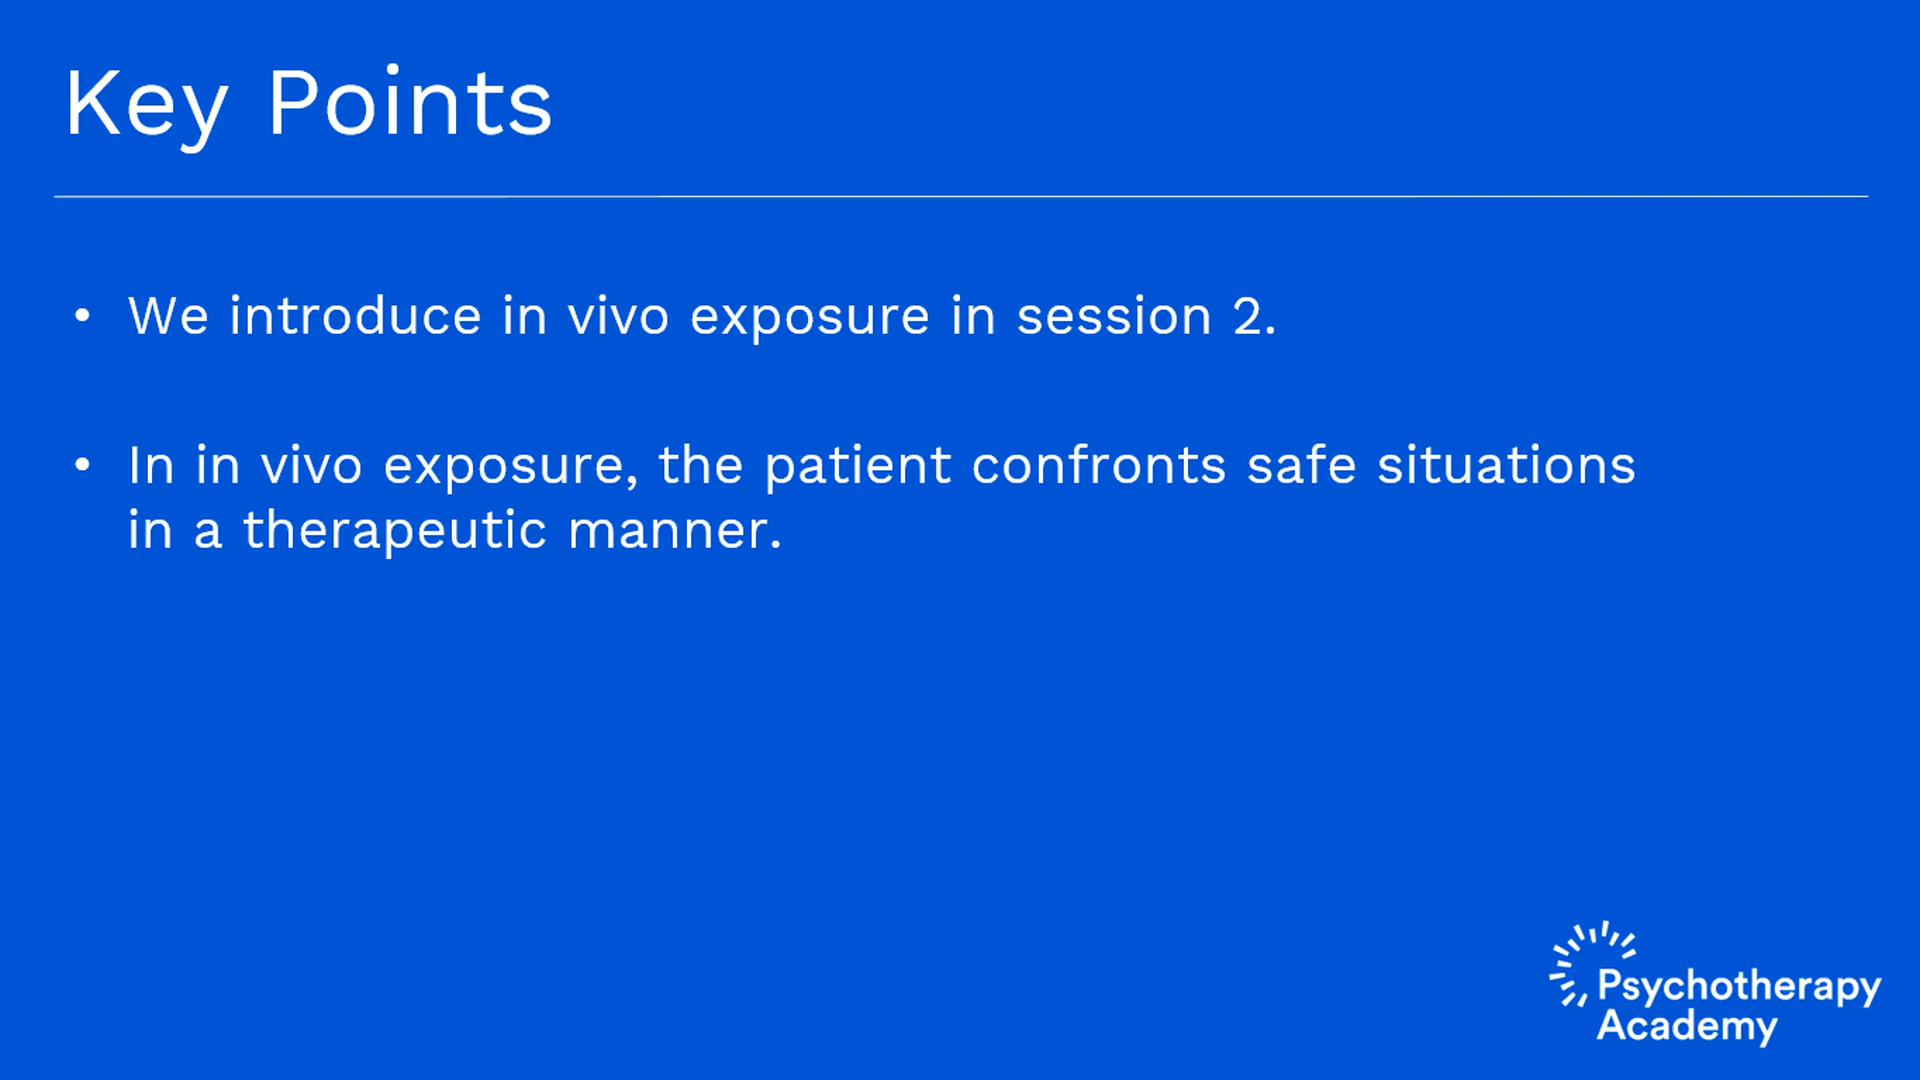 Key Points
• We introduce in vivo exposure in session 2.
• In in vivo exposure, the patient confronts safe situations
in a therapeutic manner.
Psychotherapy
Academy